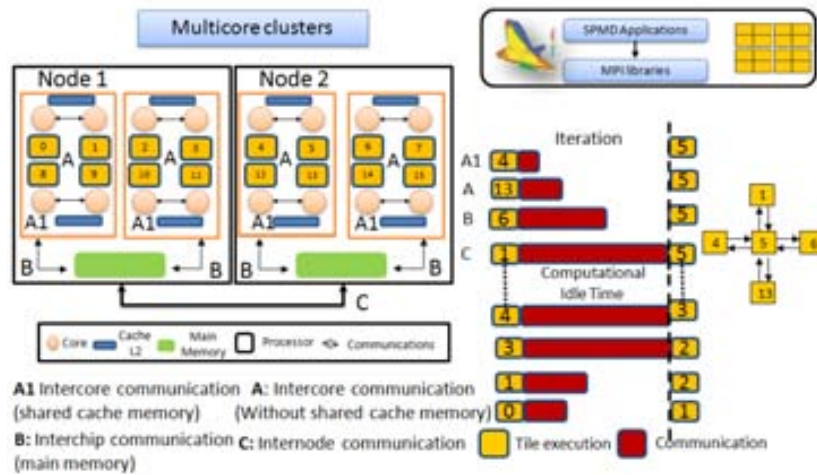 Multicore clusters
SPMD Applications
MPI libraries
Node 1
Node 2
0
1
2
3
4
5
6
7
A
A
A
A
8
9
10
14
15
A1
A1
A1
A1
B
B
B
B
C
Core
Cache L2
Main Memory
Processor
Communications
A1 Intercore communication
(shared cache memory)
A: Intercore communication
(Without shared cache memory)
B: Interchip communication
(main memory)
C: Internode communication
Iteration
A1
4
5
A
13
5
B
6
5
C
1
5
Computational
Idle Time
4
3
3
2
1
2
0
1
Tile execution
Communication
1
4
5
6
13